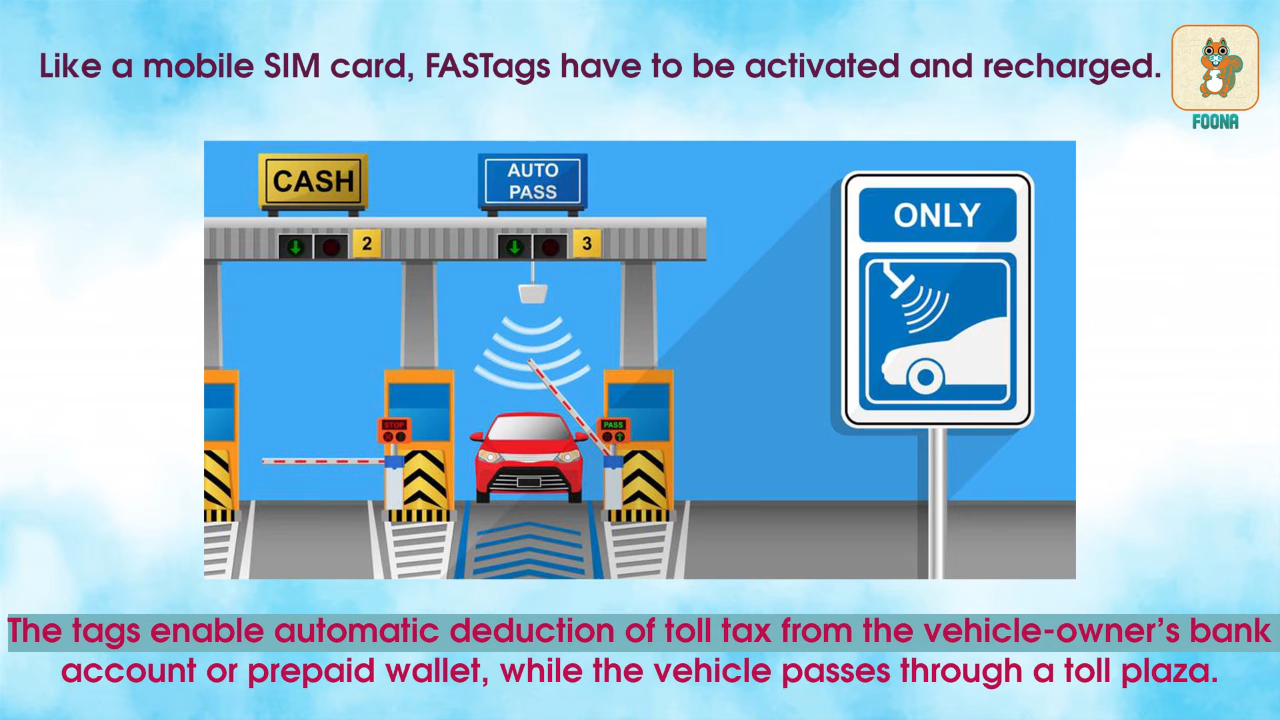 Like a mobile SIM card, FASTags have to be activated and recharged.
FOONA
CASH
AUTO
PASS
2
3
ONLY
STOP
PASS
The tags enable automatic deduction of toll tax from the vehicle-owner's bank
account or prepaid wallet, while the vehicle passes through a toll plaza.